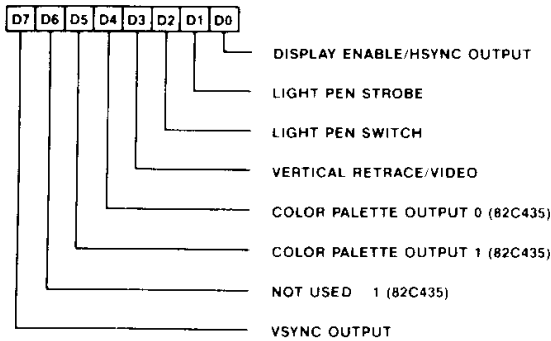 D7 D6 D5 D4 D3 D2 D1 D0
DISPLAY ENABLE/HSYNC OUTPUT
LIGHT PEN STROBE
LIGHT PEN SWITCH
VERTICAL RETRACE/VIDEO
COLOR PALETTE OUTPUT 0 (82C435)
COLOR PALETTE OUTPUT 1 (82C435)
NOT USED 1 (82C435)
VSYNC OUTPUT